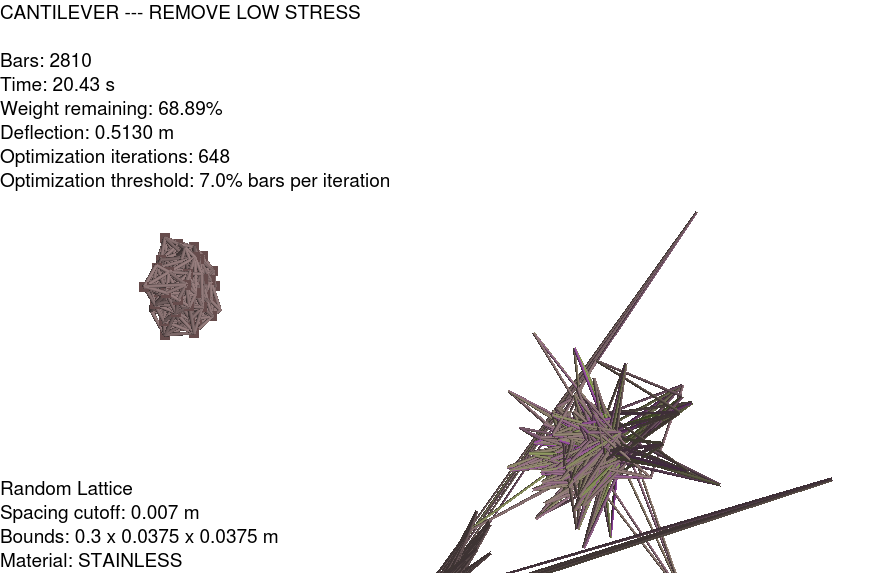 CANTILEVER --- REMOVE LOW STRESS
Bars: 2810
Time: 20.43 s
Weight remaining: 68.89%
Deflection: 0.5130 m
Optimization iterations: 648
Optimization threshold: 7.0% bars per iteration
Random Lattice
Spacing cutoff: 0.007 m
Bounds: 0.3 x 0.0375 x 0.0375 m
Material: STAINLESS